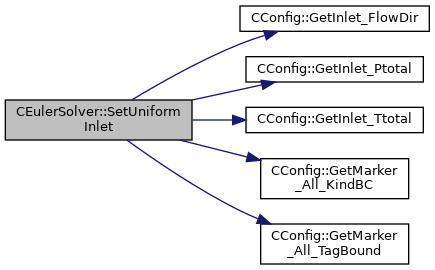 CConfig::GetInlet_FlowDir
CConfig::GetInlet_Ptotal
CEulerSolver::SetUniform
Inlet
CConfig::GetInlet_Ttotal
CConfig::GetMarker
_All_KindBC
CConfig::GetMarker
_All_TagBound